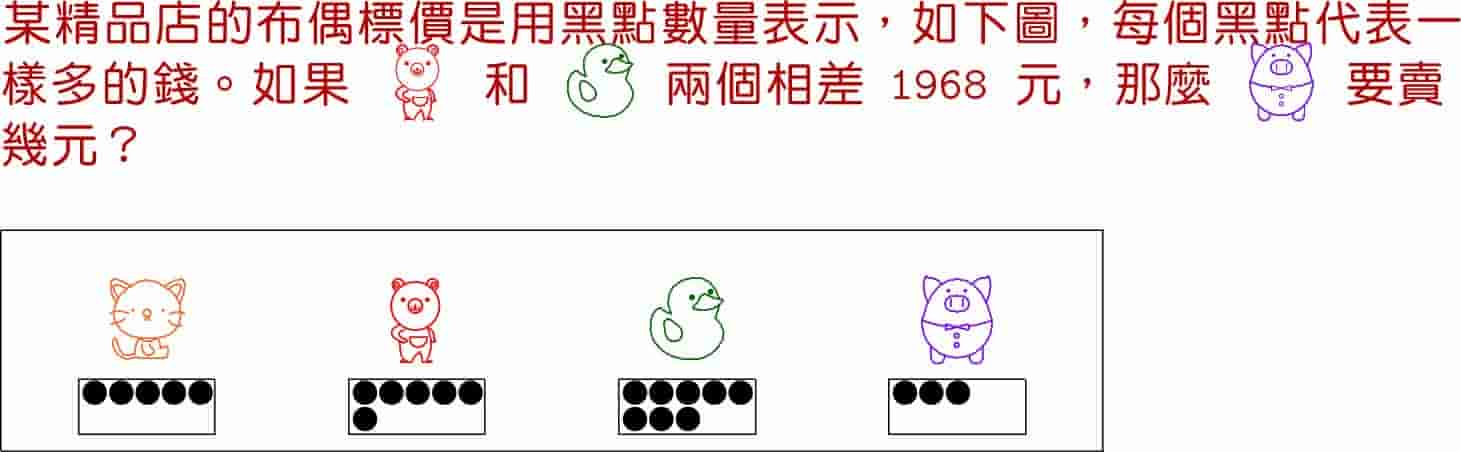 某精品店的布偶標價是用黑點數量表示，如下圖，每個黑點代表一
樣多的錢。如果 和 兩個相差 1968 元，那麼 要賣
幾元？